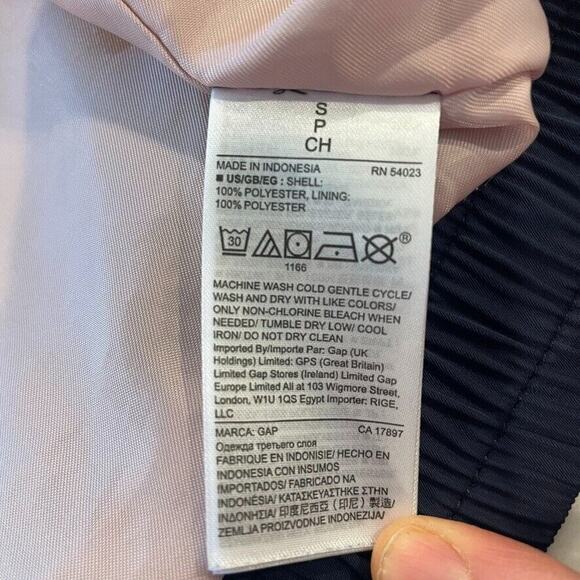 S
P
CH
MADE IN INDONESIA RN 54023
■ US/GB/EG : SHELL:
100% POLYESTER, LINING:
100% POLYESTER
30
1166
®
MACHINE WASH COLD GENTLE CYCLE/
WASH AND DRY WITH LIKE COLORS/
ONLY NON-CHLORINE BLEACH WHEN
NEEDED/ TUMBLE DRY LOW/ COOL
IRON/ DO NOT DRY CLEAN
Imported By/Importe Par: Gap (UK
Holdings) Limited: GPS (Great Britain)
Limited Gap Stores (Ireland) Limited Gap
Europe Limited All at 103 Wigmore Street,
London, W1U 1QS Egypt Importer: RIGE,
LLC
MARCA: GAP CA 17897
Одежда третьего слоя
FABRIQUE EN INDONISIE/ HECHO EN
INDONESIA CON INSUMOS
IMPORTADOS/ FABRICADO NA
INDONÉSIA/ ΚΑΤΑΣΚΕΥΑΣΤΗΚΕ ΣΤΗΝ
ΙΝΔΟΝΗΣΙΑ/ 印度尼西亞（印尼）製
造/
ZEMLJA PROIZVODNJE INDONEZIJA/